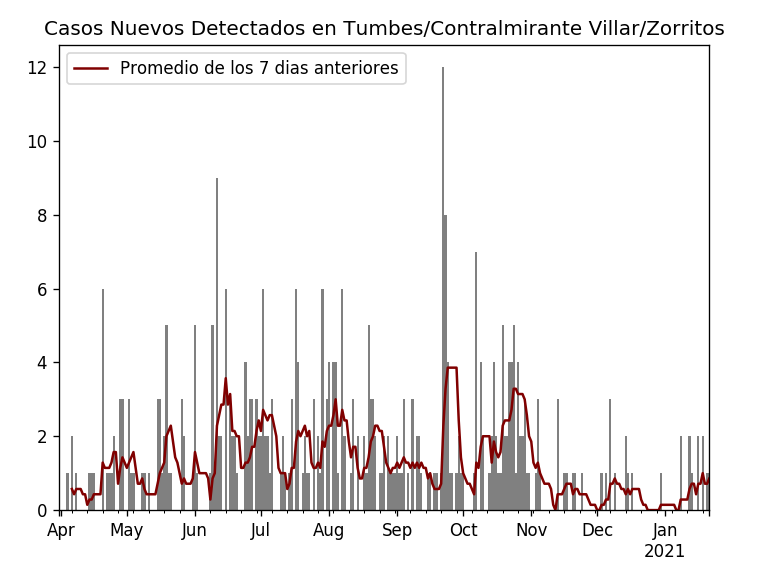 Casos Nuevos Detectados en Tumbes/Contralmirante Villar/Zorritos
Promedio de los 7 dias anteriores
12
10
8
6
4
2
0
Apr May Jun Jul Aug Sep Oct Nov Dec Jan
2021